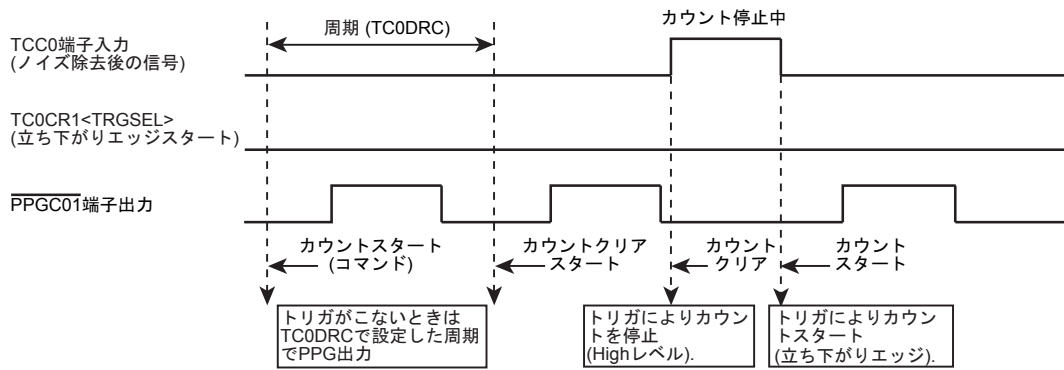 周期 (TC0DRC)
カウント停止中
TCC0端子入力
(ノイズ除去後の信号)
TC0CR1<TRGSEL>
(立ち下がりエッジスタート)
PPGC01端子出力
カウントスタート
(コマンド)
カウントクリア
スタート
カウント
クリア
カウント
スタート
トリガがこないときは
TC0DRCで設定した周期
でPPG出力
トリガによりカウン
トを停止
(Highレベル).
トリガによりカウン
トスタート
(立ち下がりエッジ).